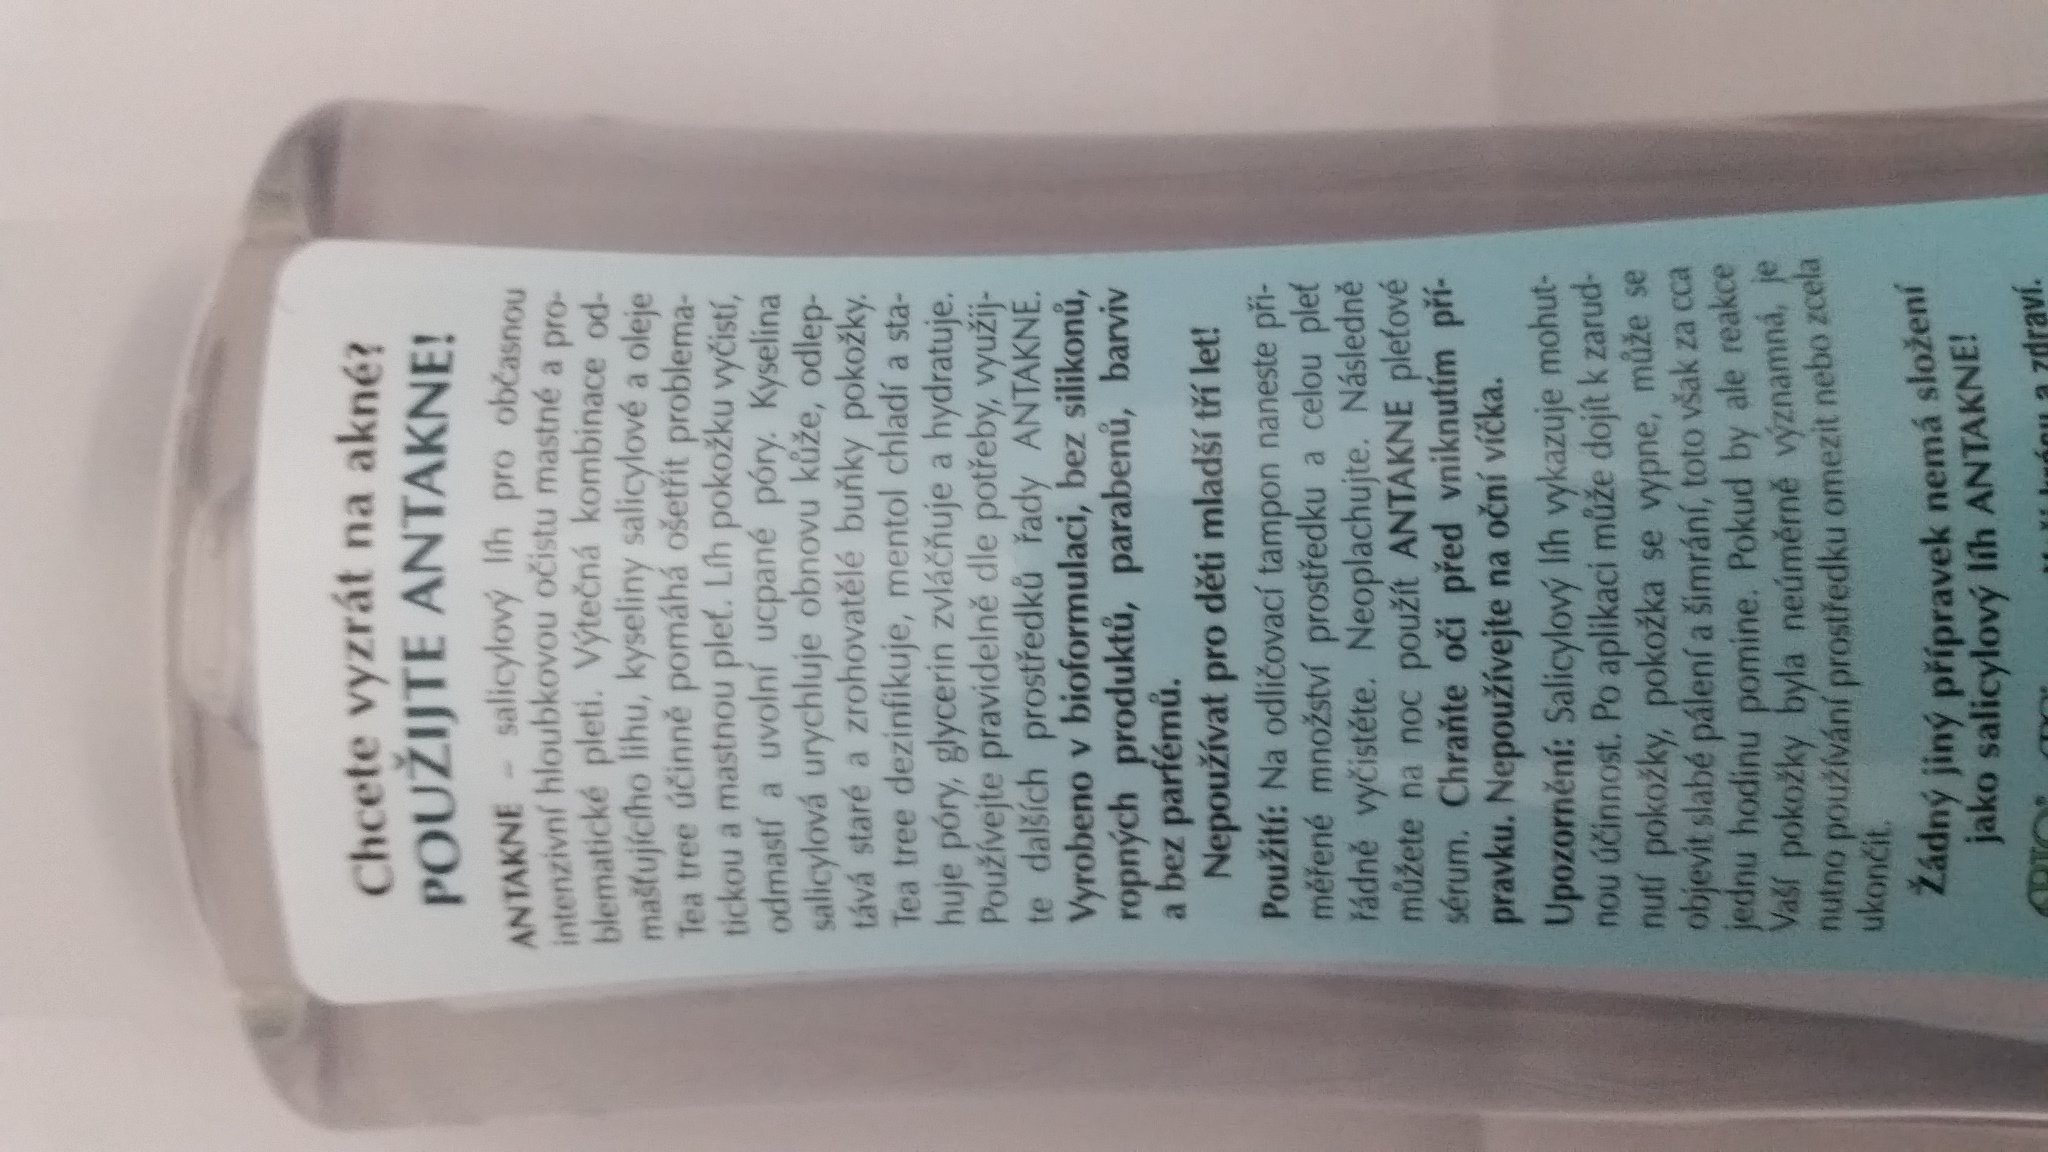 Chcete vyzrát na akné?
POUŽIJTE ANTAKNE!
ANTAKNE – salicylový líh pro občasnou
intenzivní hloubkovou očistu mastné a pro-
blematické pleti. Výtečná kombinace od-
mašťujícího lihu, kyseliny salicylové a oleje
Tea tree účinně pomáhá ošetřit problema-
tickou a mastnou pleť. Líh pokožku vyčistí,
odmastí a uvolní ucpané póry. Kyselina
salicylová urychluje obnovu kůže, odlep-
tává staré a zrohovatělé buňky pokožky.
Tea tree dezinfikuje, mentol chladí a sta-
huje póry, glycerin zvláčňuje a hydratuje.
Používejte pravidelně dle potřeby, využij-
te dalších prostředků řady ANTAKNE.
Vyrobeno v bioformulaci, bez silikonů,
ropných produktů, parabenů, barviv
a bez parfémů.
Nepoužívat pro děti mladší tří let!
Použití: Na odličovací tampon naneste při-
měřené množství prostředku a celou pleť
řádně vyčistěte. Neoplachujte. Následně
můžete na noc použít ANTAKNE pleťové
sérum. Chraňte oči před vniknutím pří-
pravku. Nepoužívejte na oční víčka.
Upozornění: Salicylový líh vykazuje mohut-
nou účinnost. Po aplikaci může dojít k zarud-
nutí pokožky, pokožka se vypne, může se
objevit slabé pálení a šimrání, toto však za cca
jednu hodinu pomine. Pokud by ale reakce
Vaší pokožky byla neúměrně významná, je
nutno používání prostředku omezit nebo zcela
ukončit.
Žádný jiný přípravek nemá složení
jako salicylový líh ANTAKNE!
krásu a zdraví.